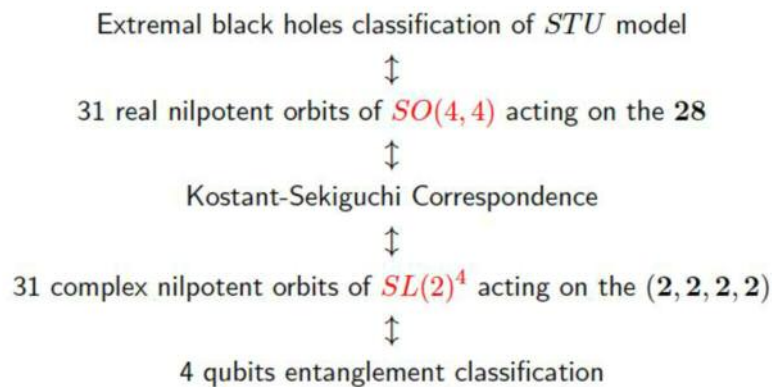 Extremal black holes classification of STU model
↕
31 real nilpotent orbits of SO(4, 4) acting on the 28
↕
Kostant-Sekiguchi Correspondence
↕
31 complex nilpotent orbits of SL(2)⁴ acting on the (2, 2, 2, 2)
↕
4 qubits entanglement classification